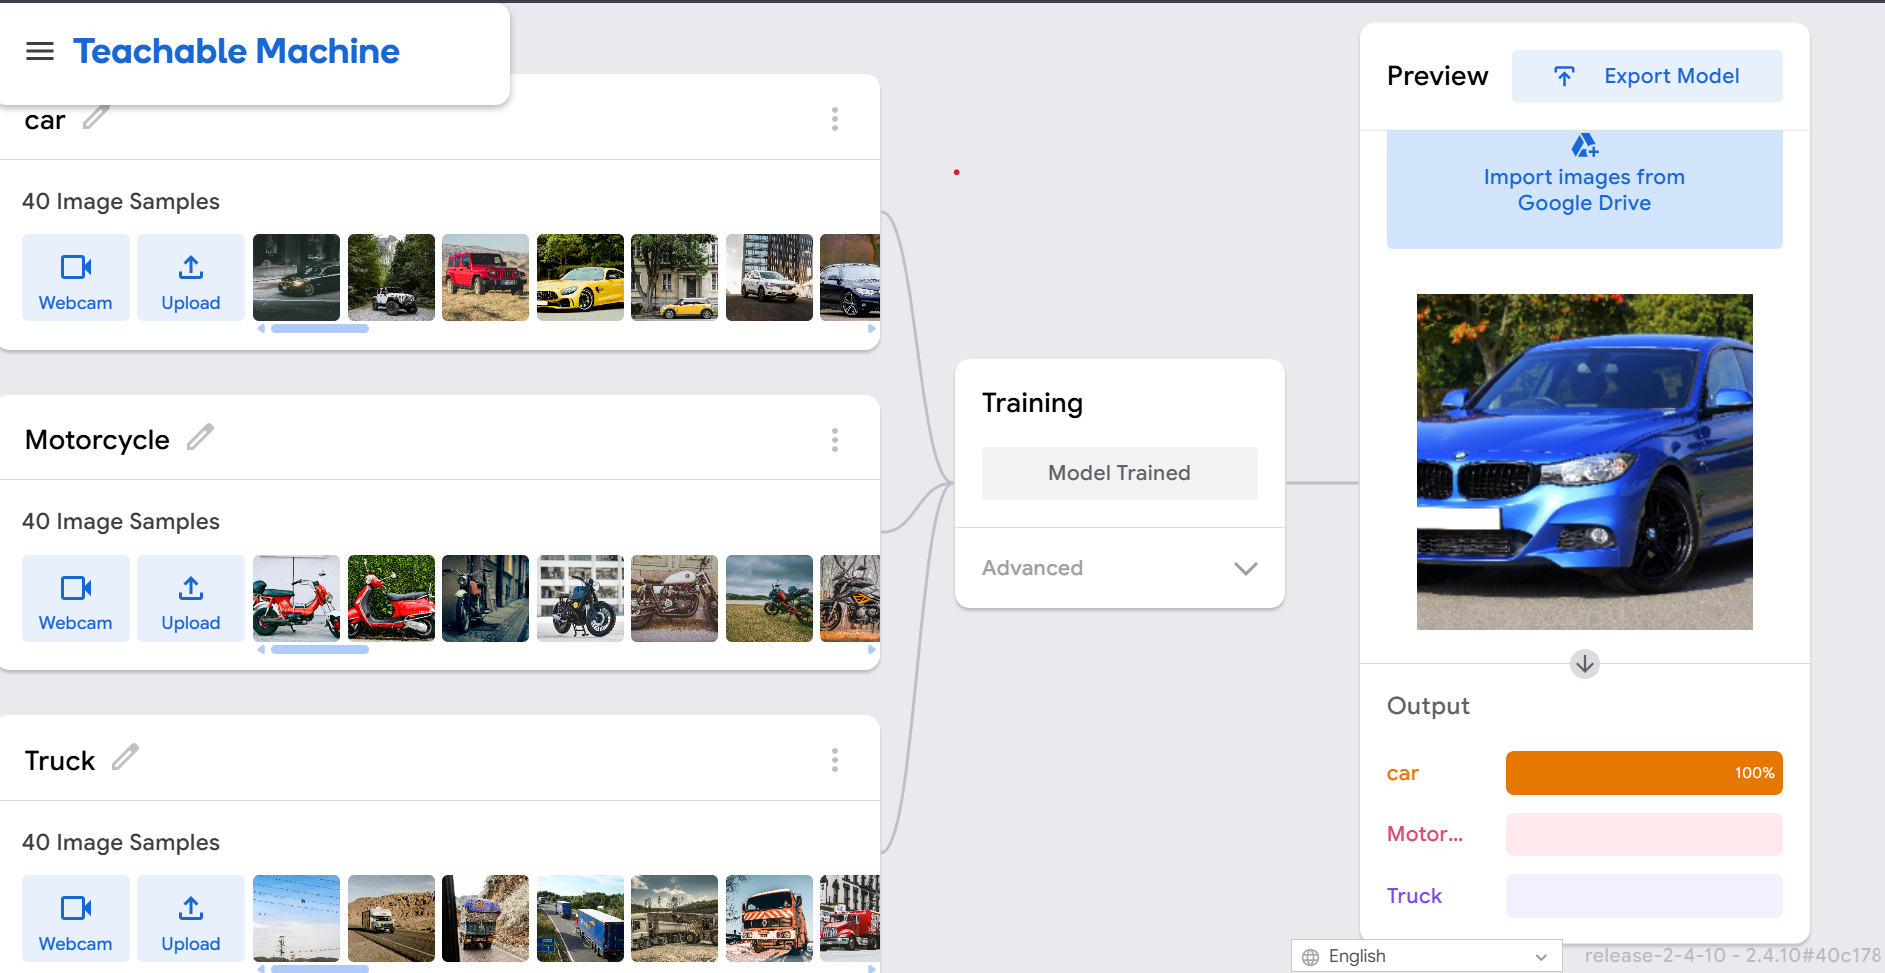 Teachable Machine
car
40 Image Samples
Webcam
Upload
Motorcycle
40 Image Samples
Webcam
Upload
Truck
40 Image Samples
Webcam
Upload
Training
Model Trained
Advanced
Preview
Export Model
Import images from
Google Drive
Output
car
100%
Motor...
Truck
English
release-2-4-10 - 2.4.10#40c178